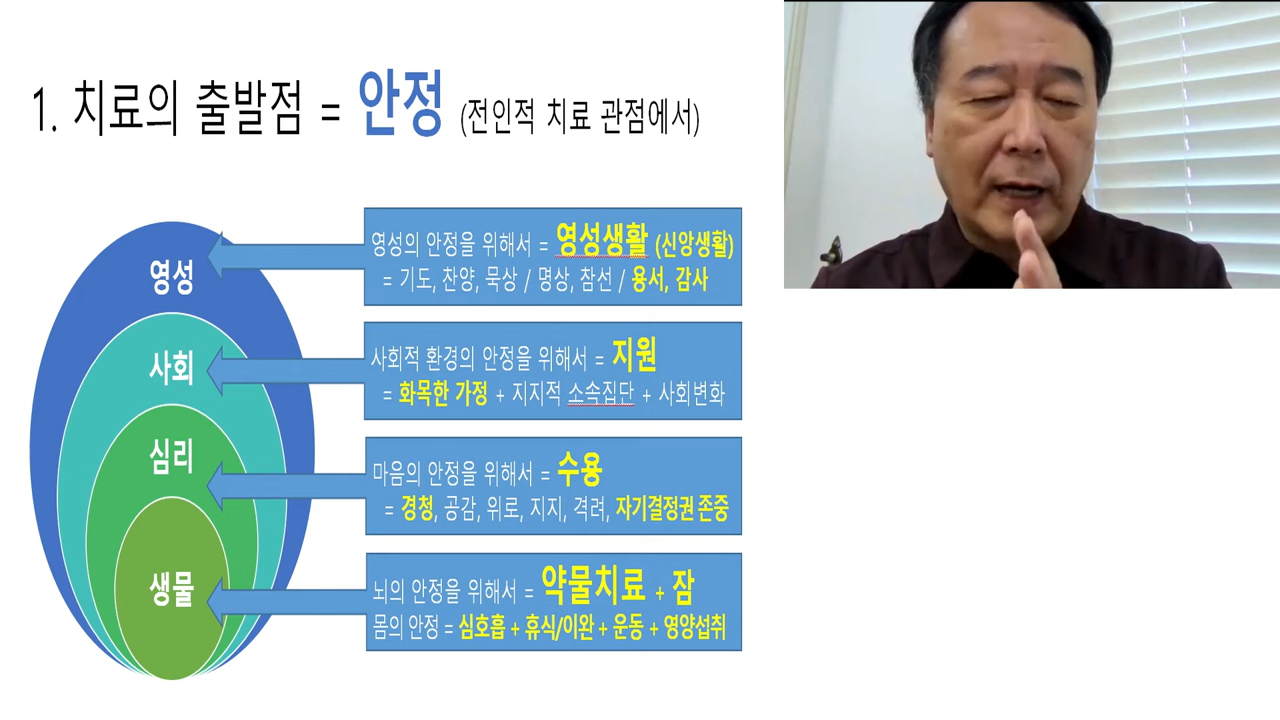 1. 치료의 출발점 = 안정 (전인적 치료 관점에서)
영성
영성의 안정을 위해서 = 영성생활 (신앙생활)
= 기도, 찬양, 묵상 / 명상, 참선 / 용서, 감사
사회
사회적 환경의 안정을 위해서 = 지원
= 화목한 가정 + 지지적 소속집단 + 사회변화
심리
마음의 안정을 위해서 = 수용
= 경청, 공감, 위로, 지지, 격려, 자기결정권 존중
생물
뇌의 안정을 위해서 = 약물치료 + 잠
몸의 안정 = 심호흡 + 휴식/이완 + 운동 + 영양섭취